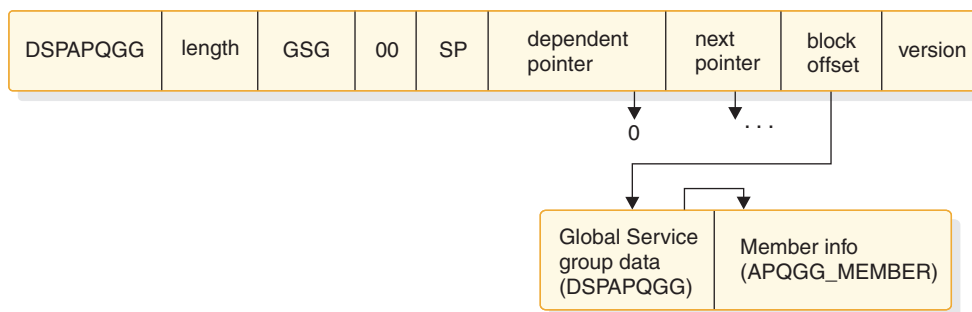 DSPAPQGG length GSG 00 SP dependent pointer next pointer block offset version
0 . . .
Global Service
group data
(DSPAPQGG)
Member info
(APQGG_MEMBER)